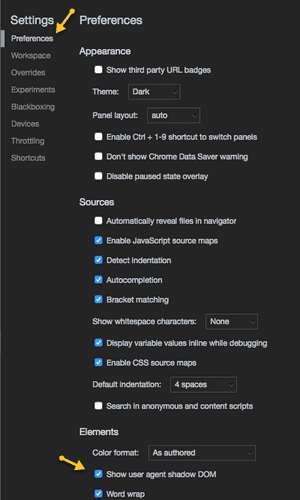 Settings
Preferences
Workspace
Overrides
Experiments
Blackboxing
Devices
Throttling
Shortcuts
Preferences
Appearance
Show third party URL badges
Theme: Dark
Panel layout: auto
Enable Ctrl + 1-9 shortcut to switch panels
Don't show Chrome Data Saver warning
Disable paused state overlay
Sources
Automatically reveal files in navigator
Enable JavaScript source maps
Detect indentation
Autocompletion
Bracket matching
Show whitespace characters: None
Display variable values inline while debugging
Enable CSS source maps
Default indentation: 4 spaces
Search in anonymous and content scripts
Elements
Color format: As authored
Show user agent shadow DOM
Word wrap